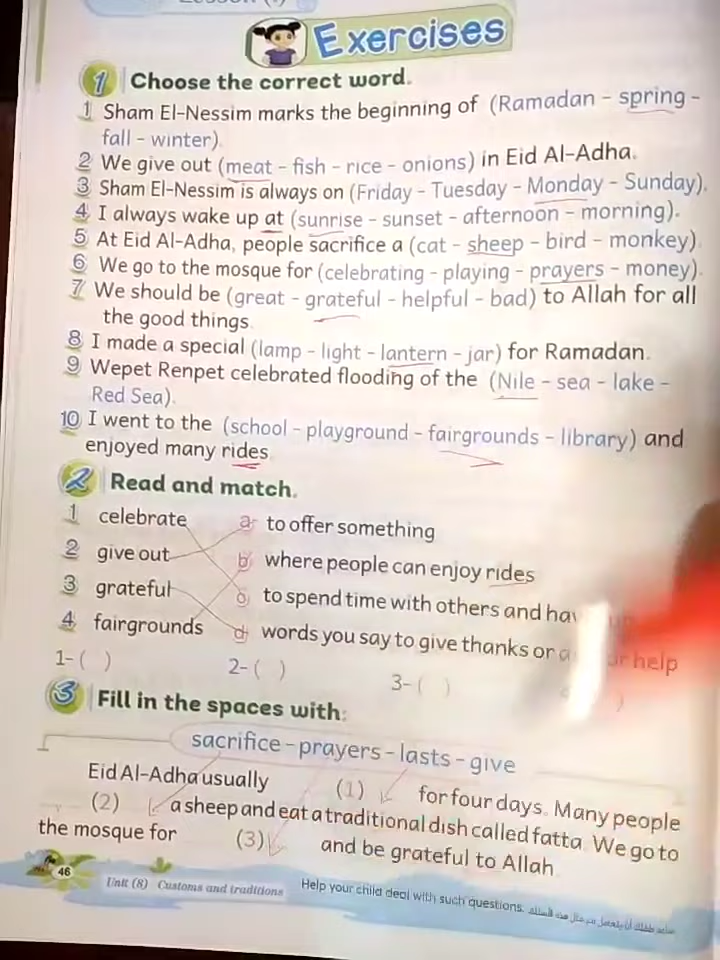 Exercises
1 Choose the correct word.
1 Sham El-Nessim marks the beginning of (Ramadan - spring -
fall - winter).
2 We give out (meat - fish - rice - onions) in Eid Al-Adha.
3 Sham El-Nessim is always on (Friday - Tuesday - Monday - Sunday).
4 I always wake up at (sunrise - sunset - afternoon - morning).
5 At Eid Al-Adha, people sacrifice a (cat - sheep - bird - monkey).
6 We go to the mosque for (celebrating - playing - prayers - money).
7 We should be (great - grateful - helpful - bad) to Allah for all
the good things.
8 I made a special (lamp - light - lantern - jar) for Ramadan.
9 Wepet Renpet celebrated flooding of the (Nile - sea - lake -
Red Sea).
10 I went to the (school - playground - fairgrounds - library) and
enjoyed many rides
2 Read and match.
1 celebrate a- to offer something
2 give out b- where people can enjoy rides
3 grateful c- to spend time with others and
4 fairgrounds d- words you say to give thanks or help
1- ( ) 2- ( ) 3- ( )
3 Fill in the spaces with:
sacrifice - prayers - lasts - give
Eid Al-Adha usually (1) for four days. Many people
(2) a sheep and eat a traditional dish called fatta. We go to
the mosque for (3) and be grateful to Allah
46 Unit (8) Customs and traditions Help your child deal with such questions.